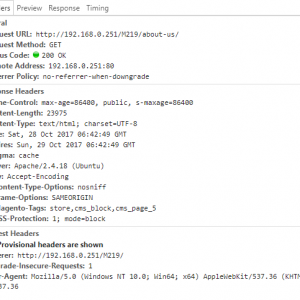 ers Preview Response Timing
ral
uest URL: http://192.168.0.251/M219/about-us/
uest Method: GET
us Code: 200 OK
note Address: 192.168.0.251:80
errer Policy: no-referrer-when-downgrade
onse Headers
he-Control: max-age=86400, public, s-maxage=86400
tent-Length: 23975
tent-Type: text/html; charset=UTF-8
e: Sat, 28 Oct 2017 06:42:49 GMT
ires: Sun, 29 Oct 2017 06:42:49 GMT
gma: cache
ver: Apache/2.4.18 (Ubuntu)
y: Accept-Encoding
ontent-Type-Options: nosniff
rame-Options: SAMEORIGIN
agento-Tags: store,cms_block,cms_page_5
SS-Protection: 1; mode=block
est Headers
Provisional headers are shown
erer: http://192.168.0.251/M219/
rade-Insecure-Requests: 1
r-Agent: Mozilla/5.0 (Windows NT 10.0; Win64; x64) AppleWebKit/537.36 (KHTM
37.36